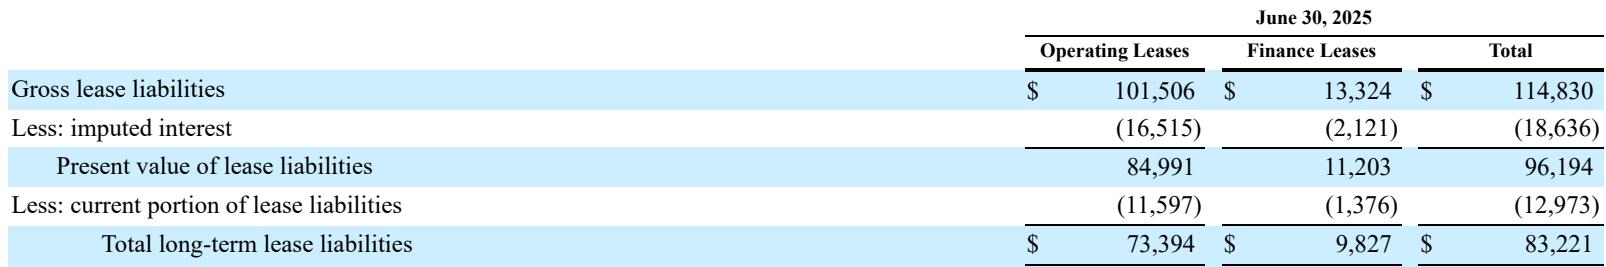 June 30, 2025
Operating Leases Finance Leases Total
Gross lease liabilities $ 101,506 $ 13,324 $ 114,830
Less: imputed interest (16,515) (2,121) (18,636)
Present value of lease liabilities 84,991 11,203 96,194
Less: current portion of lease liabilities (11,597) (1,376) (12,973)
Total long-term lease liabilities $ 73,394 $ 9,827 $ 83,221